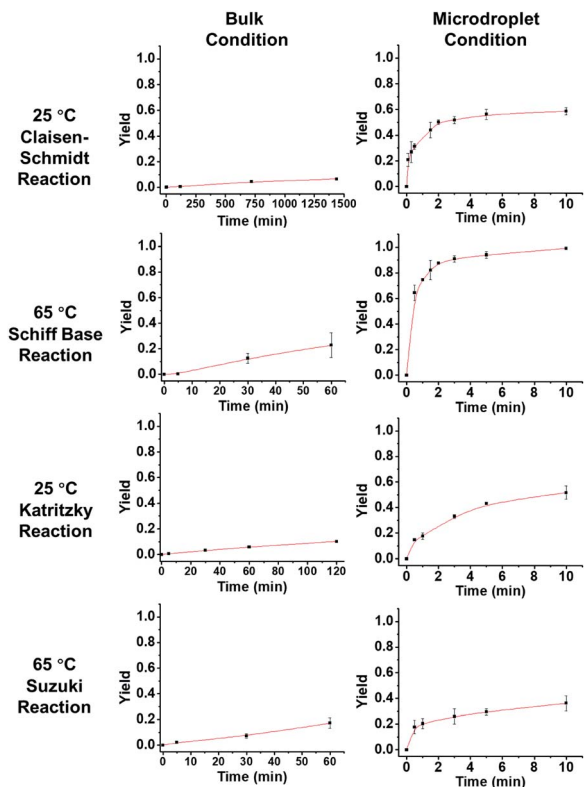 Bulk
Condition
Microdroplet
Condition
25 °C
Claisen-
Schmidt
Reaction
Yield
1.0
0.8
0.6
0.4
0.2
0.0
0 250 500 750 1000 1250 1500
Time (min)
Yield
1.0
0.8
0.6
0.4
0.2
0.0
0 2 4 6 8 10
Time (min)
65 °C
Schiff Base
Reaction
Yield
1.0
0.8
0.6
0.4
0.2
0.0
0 10 20 30 40 50 60
Time (min)
Yield
1.0
0.8
0.6
0.4
0.2
0.0
0 2 4 6 8 10
Time (min)
25 °C
Katritzky
Reaction
Yield
1.0
0.8
0.6
0.4
0.2
0.0
0 20 40 60 80 100 120
Time (min)
Yield
1.0
0.8
0.6
0.4
0.2
0.0
0 2 4 6 8 10
Time (min)
65 °C
Suzuki
Reaction
Yield
1.0
0.8
0.6
0.4
0.2
0.0
0 10 20 30 40 50 60
Time (min)
Yield
1.0
0.8
0.6
0.4
0.2
0.0
0 2 4 6 8 10
Time (min)